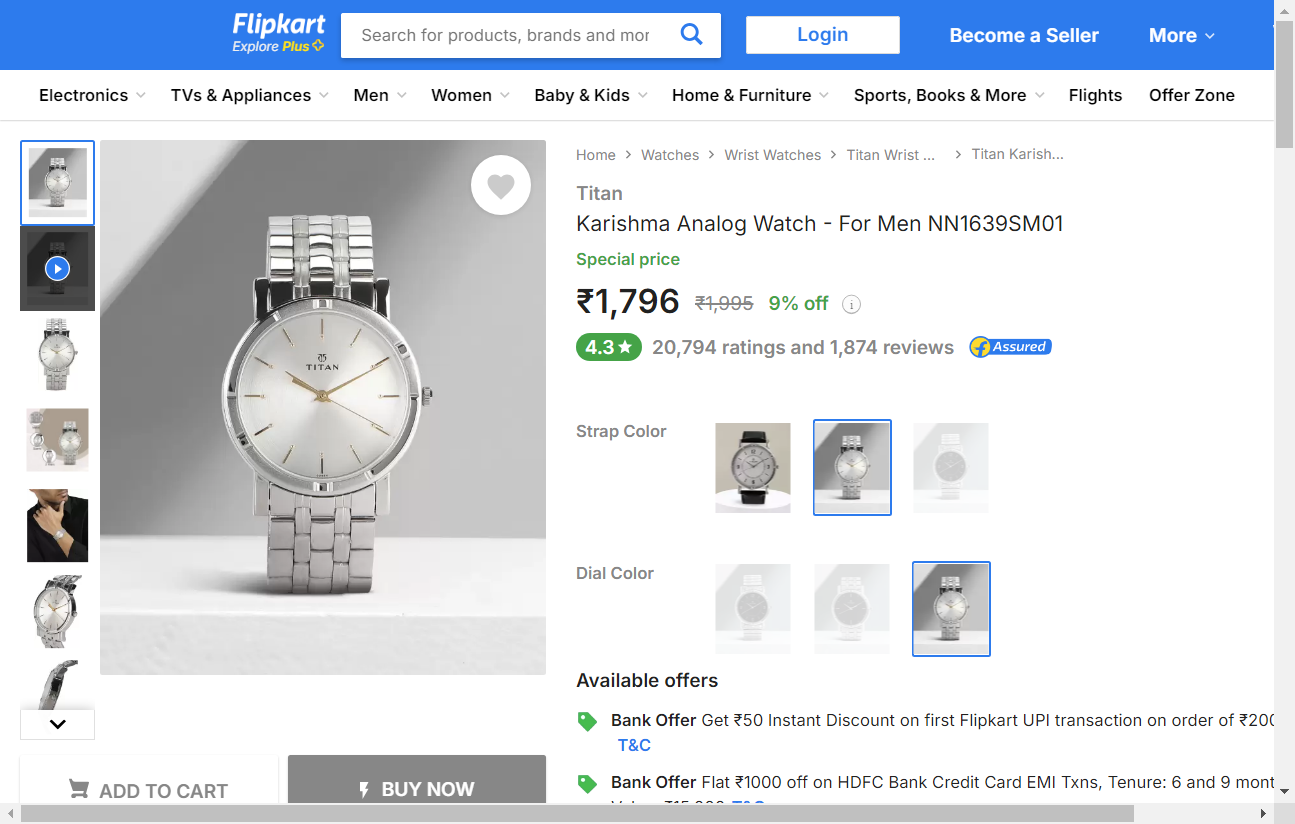 Flipkart
Explore Plus
Search for products, brands and mor
Login
Become a Seller
More
Electronics
TVs & Appliances
Men
Women
Baby & Kids
Home & Furniture
Sports, Books & More
Flights
Offer Zone
Home
Watches
Wrist Watches
Titan Wrist ...
Titan Karish...
Titan
Karishma Analog Watch - For Men NN1639SM01
Special price
₹1,796 ₹1,995 9% off
4.3 20,794 ratings and 1,874 reviews Assured
TITAN
Strap Color
Dial Color
Available offers
Bank Offer Get ₹50 Instant Discount on first Flipkart UPI transaction on order of ₹200
T&C
Bank Offer Flat ₹1000 off on HDFC Bank Credit Card EMI Txns, Tenure: 6 and 9 mont
ADD TO CART
BUY NOW